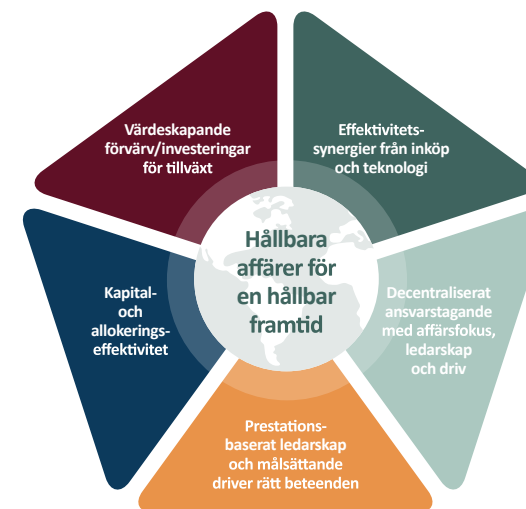 Värdeskapande
förvärv/investeringar
för tillväxt
Effektivitets-
synergier från inköp
och teknologi
Hållbara
affärer för
en hållbar
framtid
Kapital-
och
allokerings-
effektivitet
Decentraliserat
ansvarstagande
med affärsfokus,
ledarskap
och driv
Prestations-
baserat ledarskap
och målsättande
driver rätt beteenden